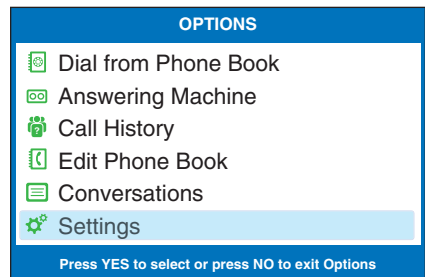 OPTIONS
Dial from Phone Book
Answering Machine
Call History
Edit Phone Book
Conversations
Settings
Press YES to select or press NO to exit Options